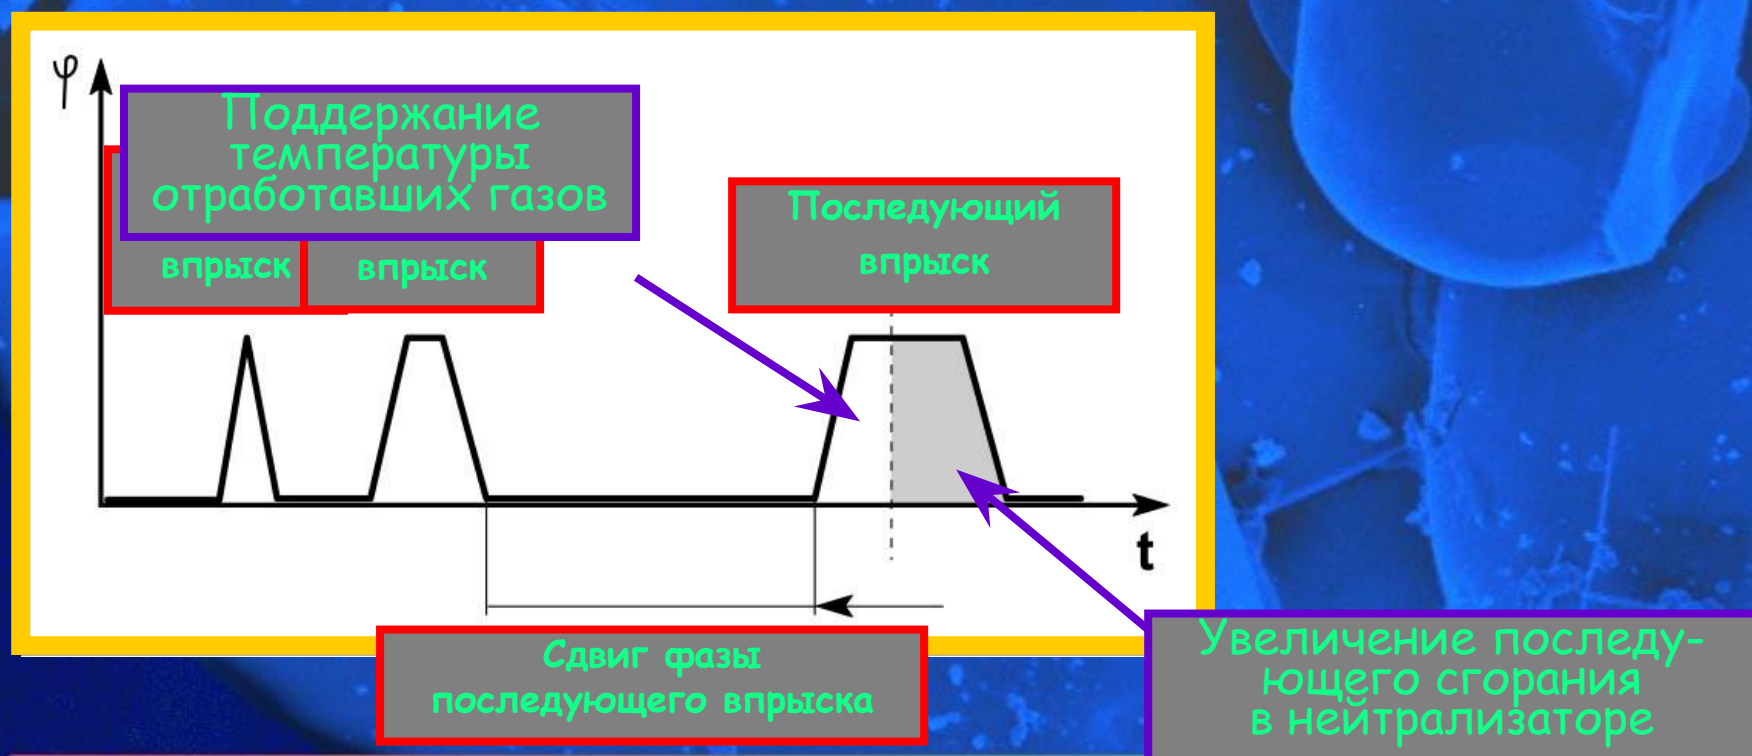 φ
Поддержание
температуры
отработавших газов
впрыск
впрыск
Последующий
впрыск
t
Сдвиг фазы
последующего впрыска
Увеличение последу-
ющего сгорания
в нейтрализаторе